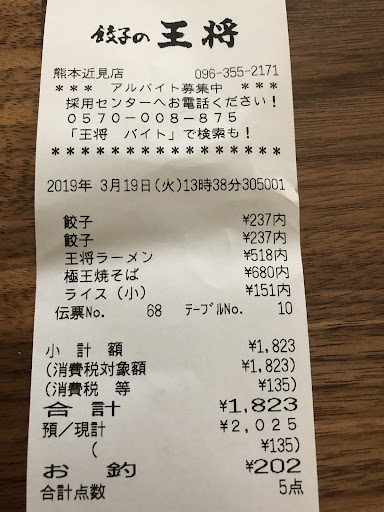 餃子の 王将
熊本近見店 096-355-2171
*** アルバイト募集中 ***
採用センターへお電話ください!
0570-008-875
「王将 バイト」で検索も!
******************
2019年 3月19日(火)13時38分305001
餃子 ¥237内
餃子 ¥237内
王将ラーメン ¥518内
極王焼そば ¥680内
ライス(小) ¥151内
伝票No. 68 テーブルNo. 10
小計額 ¥1,823
(消費税対象額 ¥1,823)
(消費税 等 ¥135)
合計 ¥1,823
預/現計 ¥2,025
( ¥135)
お釣 ¥202
合計点数 5点